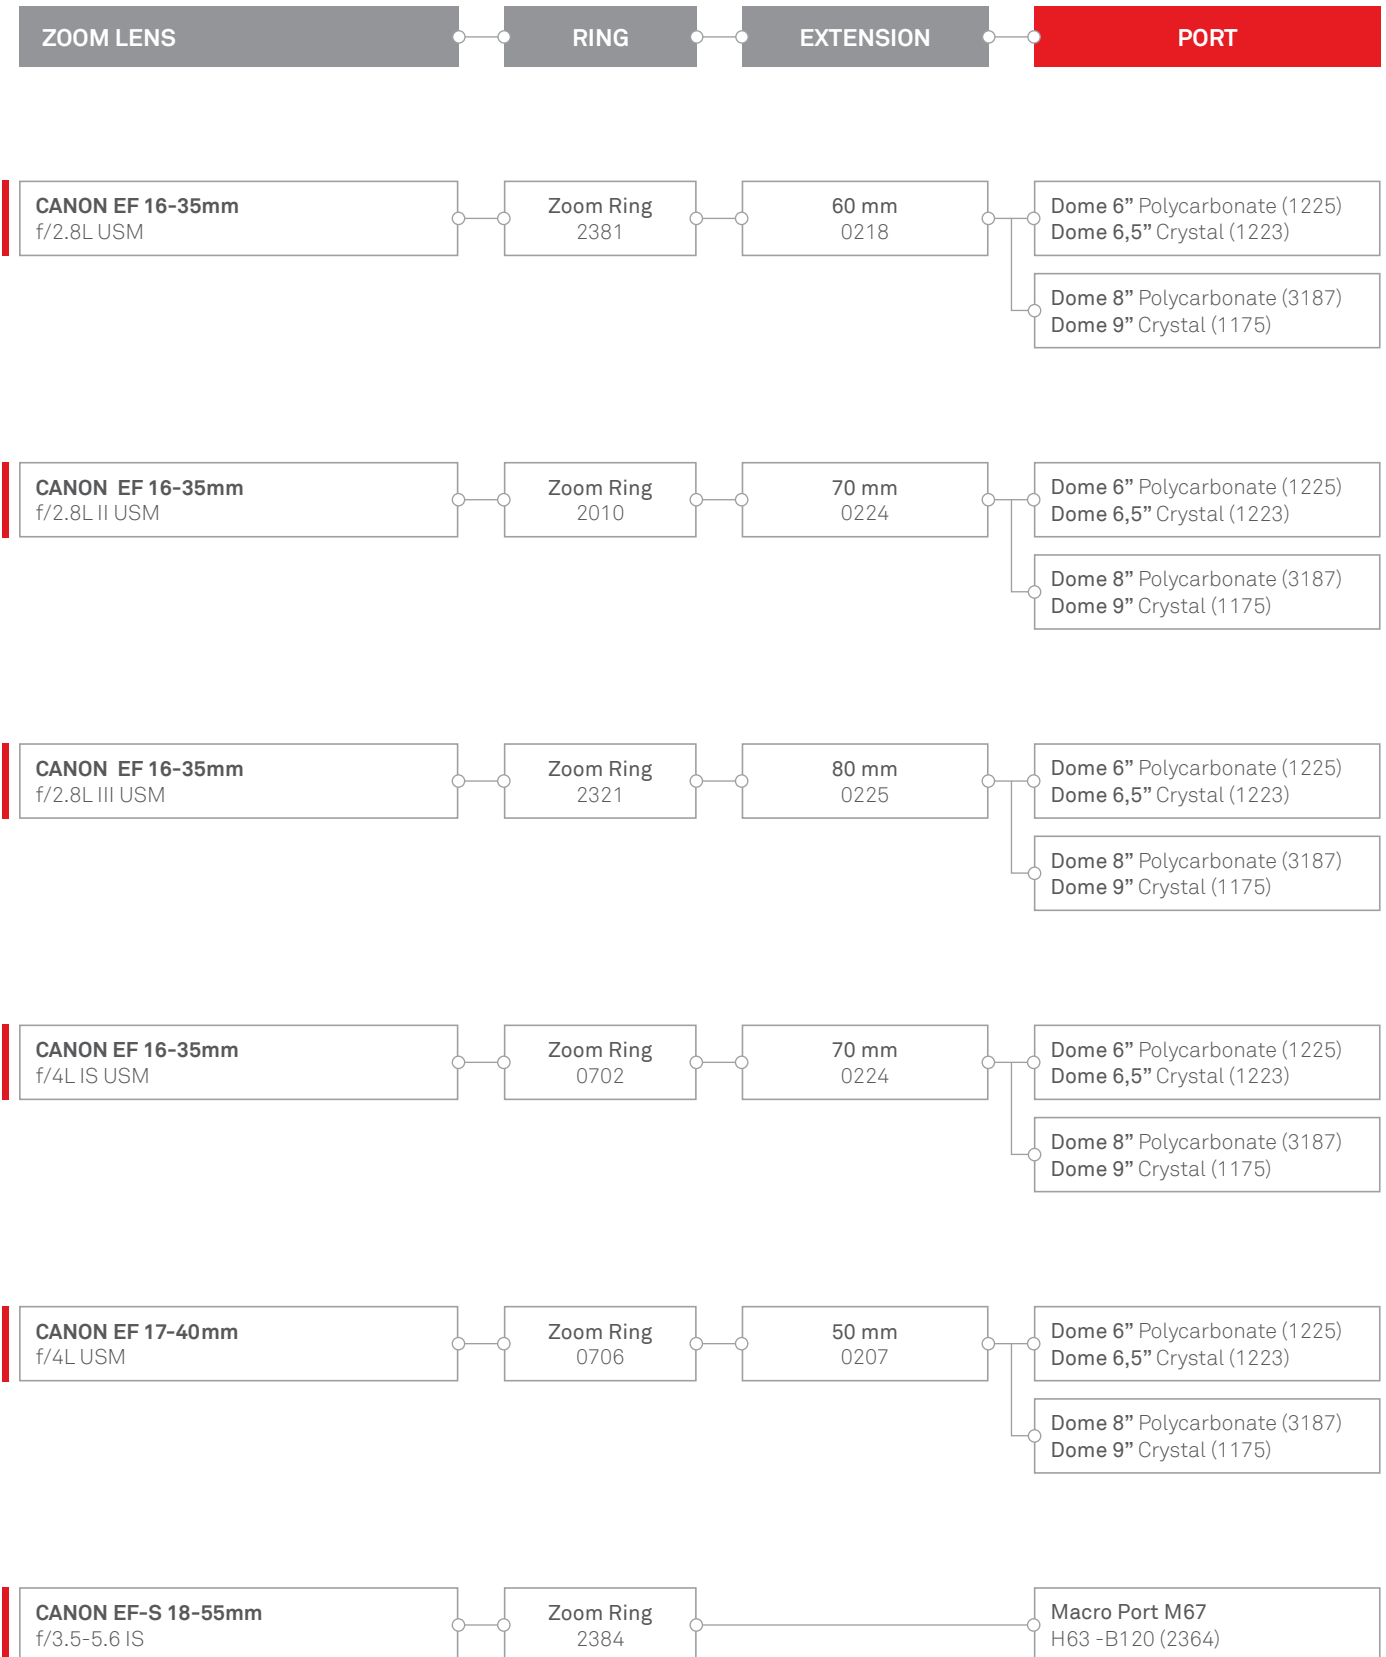 ZOOM LENS
RING
EXTENSION
PORT
CANON EF 16-35mm
f/2.8L USM
Zoom Ring
2381
60 mm
0218
Dome 6” Polycarbonate (1225)
Dome 6,5” Crystal (1223)
Dome 8” Polycarbonate (3187)
Dome 9” Crystal (1175)
CANON EF 16-35mm
f/2.8L II USM
Zoom Ring
2010
70 mm
0224
Dome 6” Polycarbonate (1225)
Dome 6,5” Crystal (1223)
Dome 8” Polycarbonate (3187)
Dome 9” Crystal (1175)
CANON EF 16-35mm
f/2.8L III USM
Zoom Ring
2321
80 mm
0225
Dome 6” Polycarbonate (1225)
Dome 6,5” Crystal (1223)
Dome 8” Polycarbonate (3187)
Dome 9” Crystal (1175)
CANON EF 16-35mm
f/4L IS USM
Zoom Ring
0702
70 mm
0224
Dome 6” Polycarbonate (1225)
Dome 6,5” Crystal (1223)
Dome 8” Polycarbonate (3187)
Dome 9” Crystal (1175)
CANON EF 17-40mm
f/4L USM
Zoom Ring
0706
50 mm
0207
Dome 6” Polycarbonate (1225)
Dome 6,5” Crystal (1223)
Dome 8” Polycarbonate (3187)
Dome 9” Crystal (1175)
CANON EF-S 18-55mm
f/3.5-5.6 IS
Zoom Ring
2384
Macro Port M67
H63 -B120 (2364)